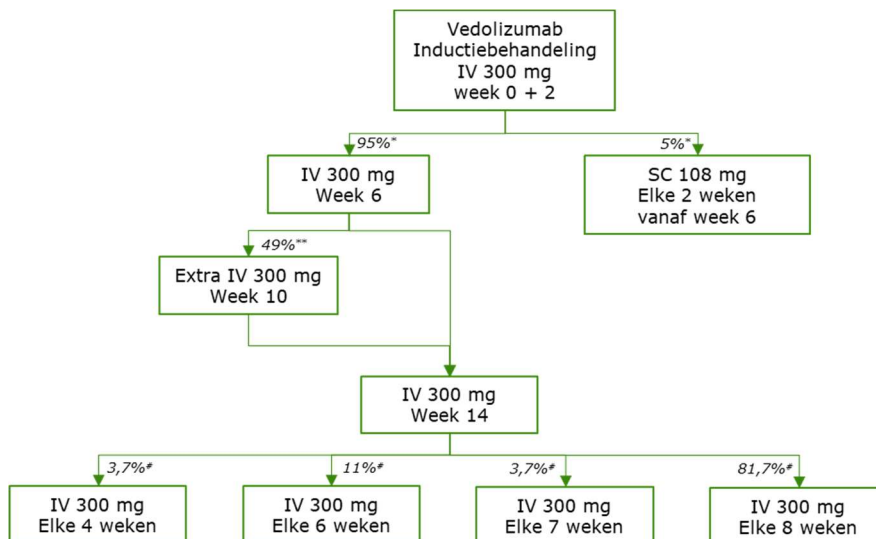 Vedolizumab
Inductiebehandeling
IV 300 mg
week 0 + 2
95%*
5%*
IV 300 mg
Week 6
SC 108 mg
Elke 2 weken
vanaf week 6
49%**
Extra IV 300 mg
Week 10
IV 300 mg
Week 14
3,7%#
11%#
3,7%#
81,7%#
IV 300 mg
Elke 4 weken
IV 300 mg
Elke 6 weken
IV 300 mg
Elke 7 weken
IV 300 mg
Elke 8 weken